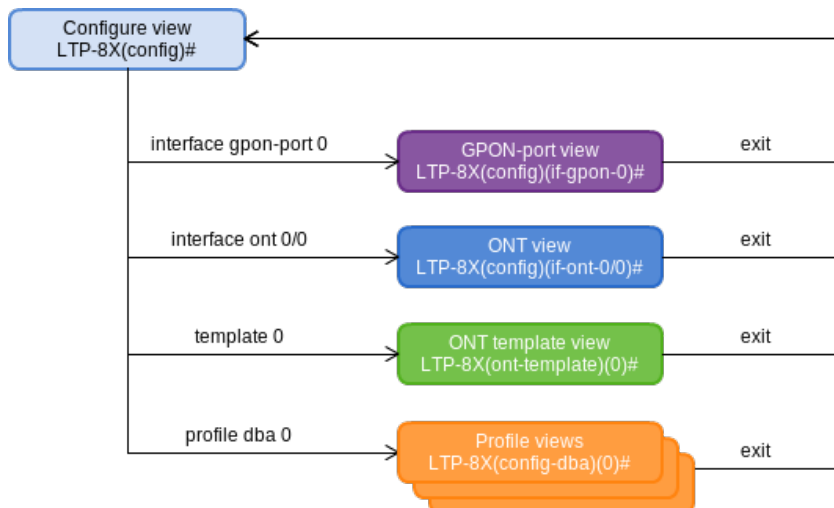 Configure view
LTP-8X(config)#
interface gpon-port 0
GPON-port view
LTP-8X(config)(if-gpon-0)#
exit
interface ont 0/0
ONT view
LTP-8X(config)(if-ont-0/0)#
exit
template 0
ONT template view
LTP-8X(ont-template)(0)#
exit
profile dba 0
Profile views
LTP-8X(config-dba)(0)#
exit